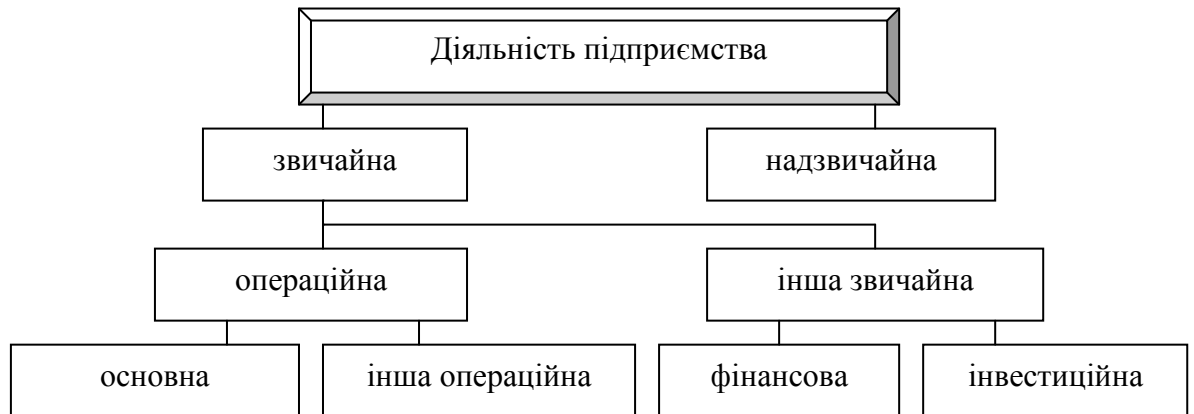 Діяльність підприємства
звичайна
надзвичайна
операційна
інша звичайна
основна
інша операційна
фінансова
інвестиційна